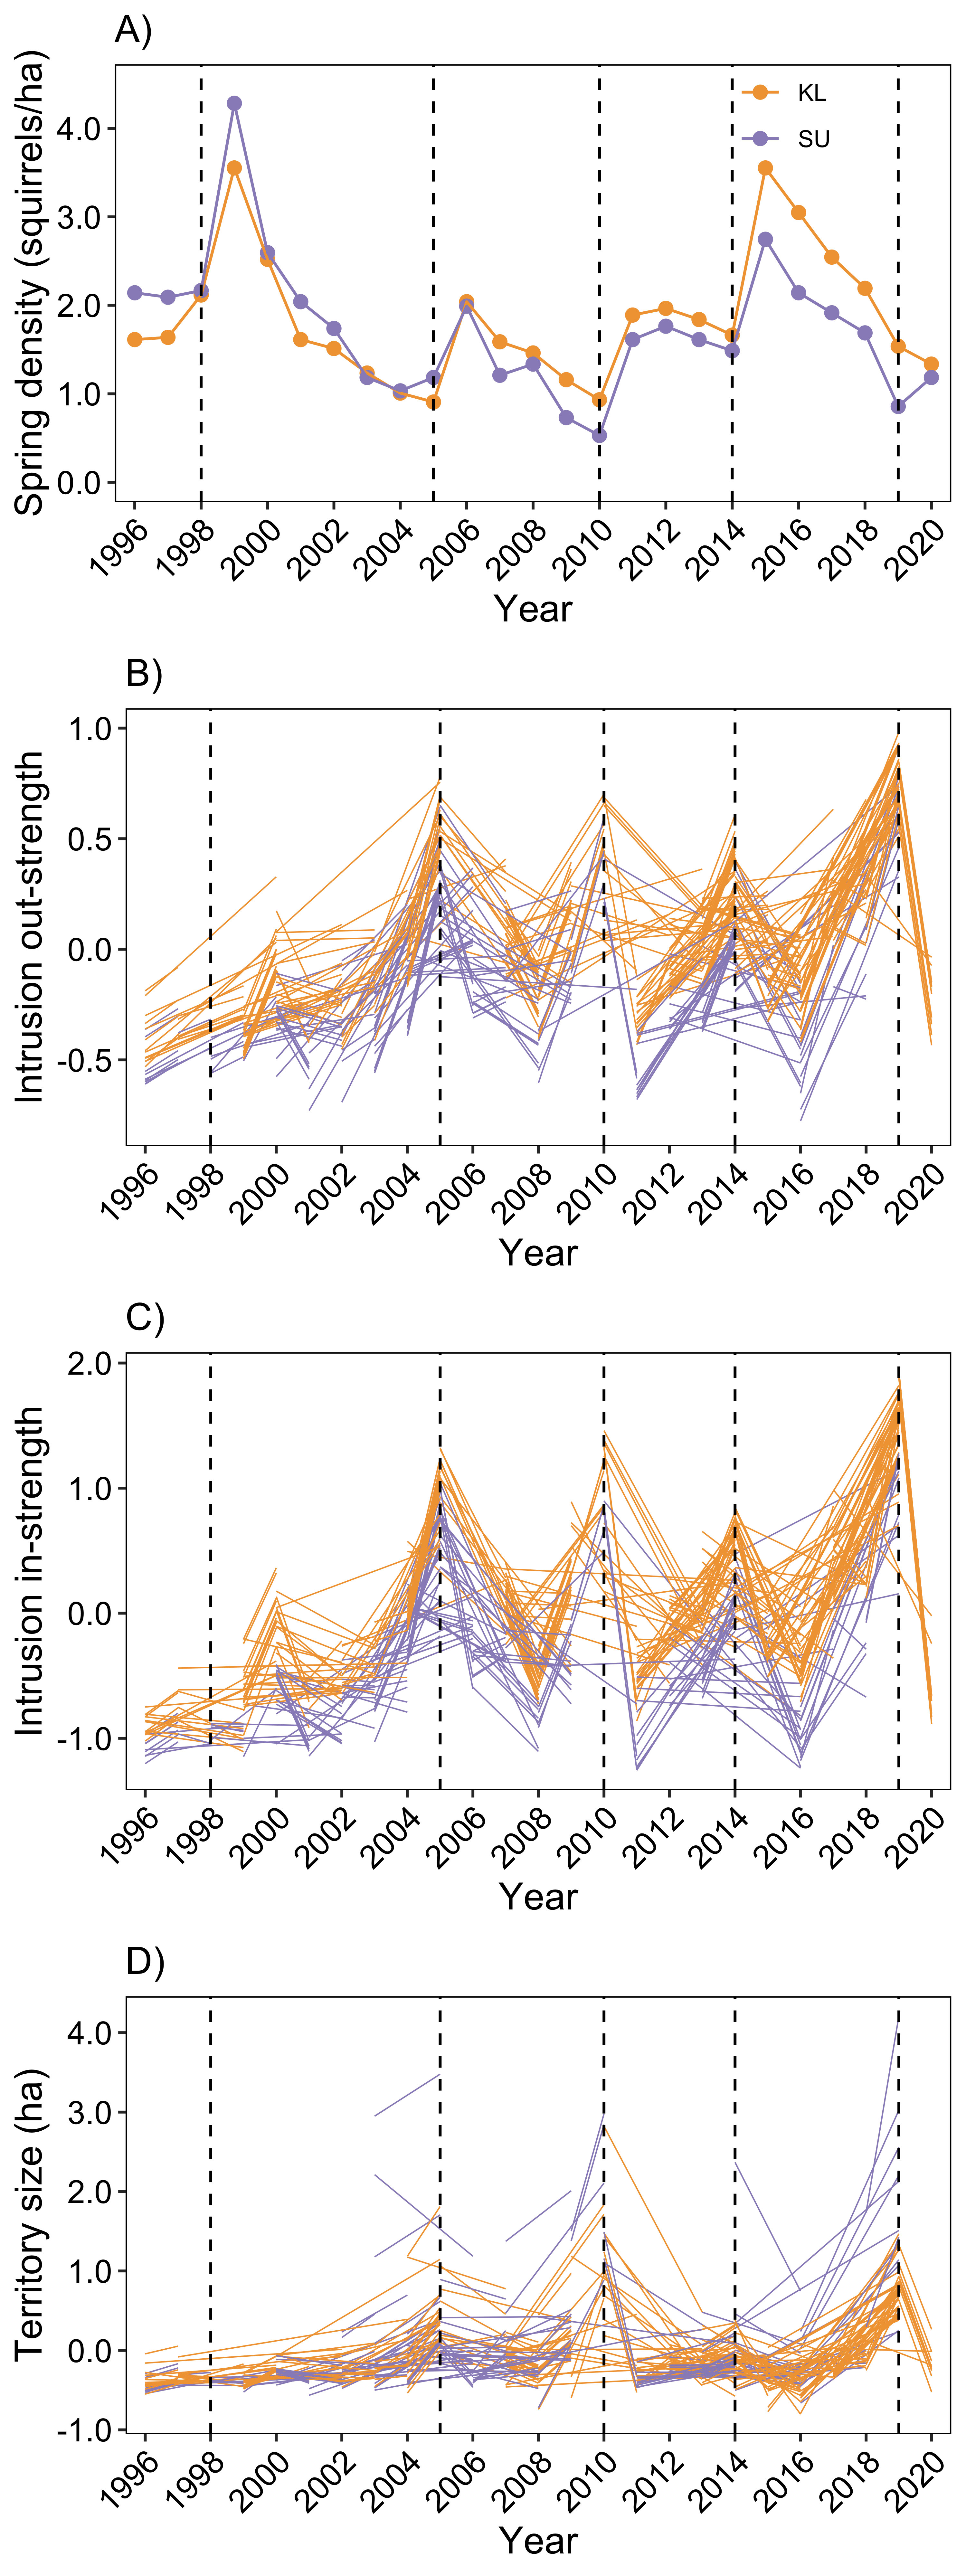 A)
KL
SU
Spring density (squirrels/ha)
4.0
3.0
2.0
1.0
0.0
1996 1998 2000 2002 2004 2006 2008 2010 2012 2014 2016 2018 2020
Year
B)
Intrusion out-strength
1.0
0.5
0.0
-0.5
1996 1998 2000 2002 2004 2006 2008 2010 2012 2014 2016 2018 2020
Year
C)
Intrusion in-strength
2.0
1.0
0.0
-1.0
1996 1998 2000 2002 2004 2006 2008 2010 2012 2014 2016 2018 2020
Year
D)
Territory size (ha)
4.0
3.0
2.0
1.0
0.0
-1.0
1996 1998 2000 2002 2004 2006 2008 2010 2012 2014 2016 2018 2020
Year